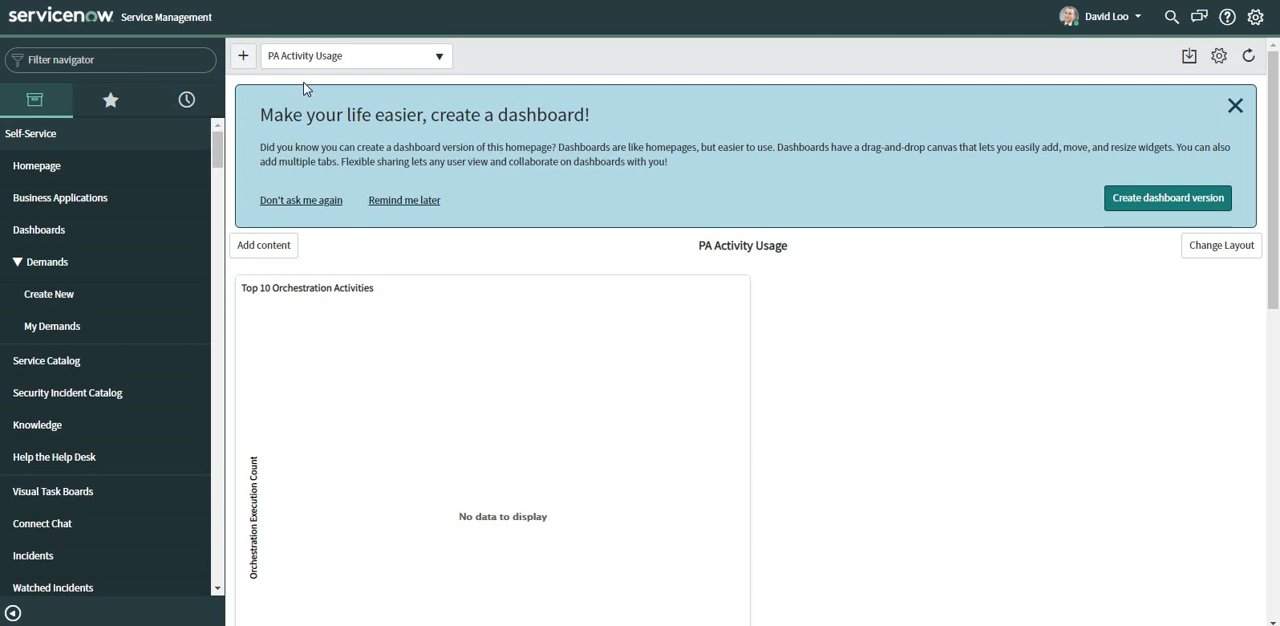 servicenow Service Management
David Loo
Filter navigator
PA Activity Usage
Self-Service
Homepage
Business Applications
Dashboards
Demands
Create New
My Demands
Service Catalog
Security Incident Catalog
Knowledge
Help the Help Desk
Visual Task Boards
Connect Chat
Incidents
Watched Incidents
Make your life easier, create a dashboard!
Did you know you can create a dashboard version of this homepage? Dashboards are like homepages, but easier to use. Dashboards have a drag-and-drop canvas that lets you easily add, move, and resize widgets. You can also
add multiple tabs. Flexible sharing lets any user view and collaborate on dashboards with you!
Don't ask me again
Remind me later
Create dashboard version
Add content
PA Activity Usage
Change Layout
Top 10 Orchestration Activities
Orchestration Execution Count
No data to display